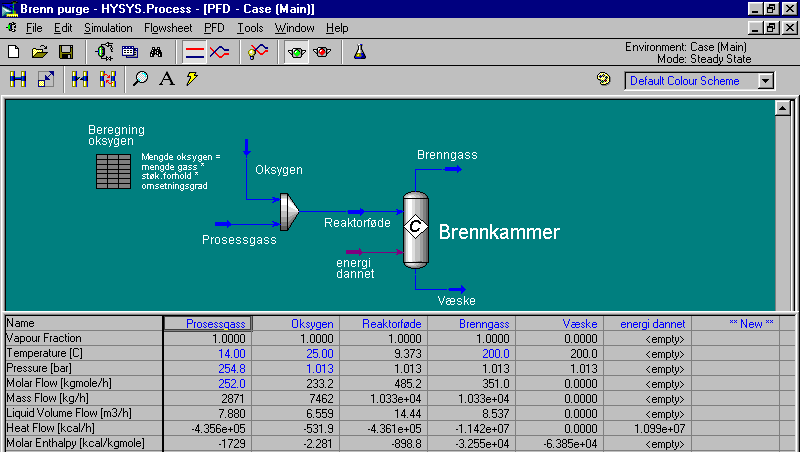 Brenn purge - HYSYS.Process - [PFD - Case (Main)]
File Edit Simulation Flowsheet PFD Tools Window Help
Environment: Case (Main)
Mode: Steady State
A
Default Colour Scheme
Beregning
oksygen
Mengde oksygen =
mengde gass *
støk.forhold *
omsetningsgrad
Oksygen
Brenngass
Prosessgass
Reaktorføde
C
Brennkammer
energi
dannet
Væske
Name Prosessgass Oksygen Reaktorføde Brenngass Væske energi dannet ** New **
Vapour Fraction 1.0000 1.0000 1.0000 1.0000 0.0000 <empty>
Temperature [C] 14.00 25.00 9.373 200.0 200.0 <empty>
Pressure [bar] 254.8 1.013 1.013 1.013 1.013 <empty>
Molar Flow [kgmole/h] 252.0 233.2 485.2 351.0 0.0000 <empty>
Mass Flow [kg/h] 2871 7462 1.033e+04 1.033e+04 0.0000 <empty>
Liquid Volume Flow [m3/h] 7.880 6.559 14.44 8.537 0.0000 <empty>
Heat Flow [kcal/h] -4.356e+05 -531.9 -4.361e+05 -1.142e+07 0.0000 1.099e+07
Molar Enthalpy [kcal/kgmole] -1729 -2.281 -898.8 -3.255e+04 -6.385e+04 <empty>